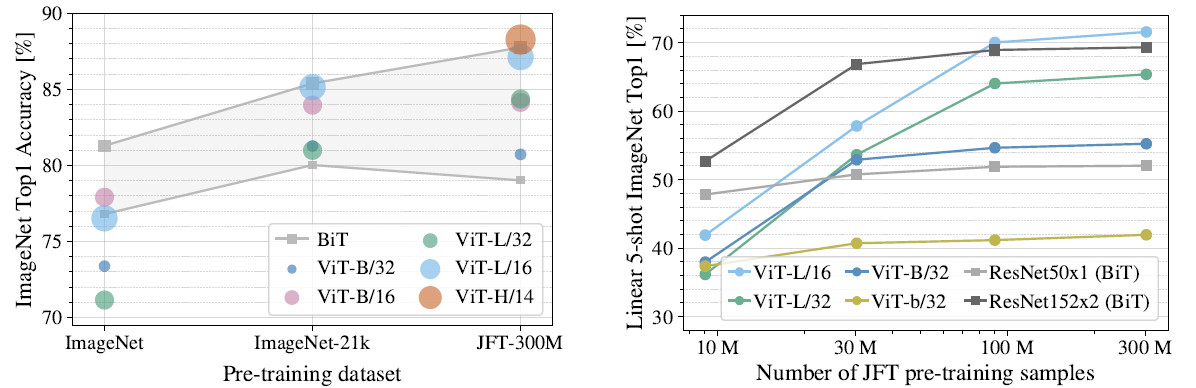 ImageNet Top1 Accuracy [%]
90
85
80
75
70
BiT
ViT-B/32
ViT-B/16
ViT-L/32
ViT-L/16
ViT-H/14
ImageNet
ImageNet-21k
JFT-300M
Pre-training dataset
Linear 5-shot ImageNet Top1 [%]
70
60
50
40
30
ViT-L/16
ViT-L/32
ViT-B/32
ViT-b/32
ResNet50x1 (BiT)
ResNet152x2 (BiT)
10 M
30 M
100 M
300 M
Number of JFT pre-training samples